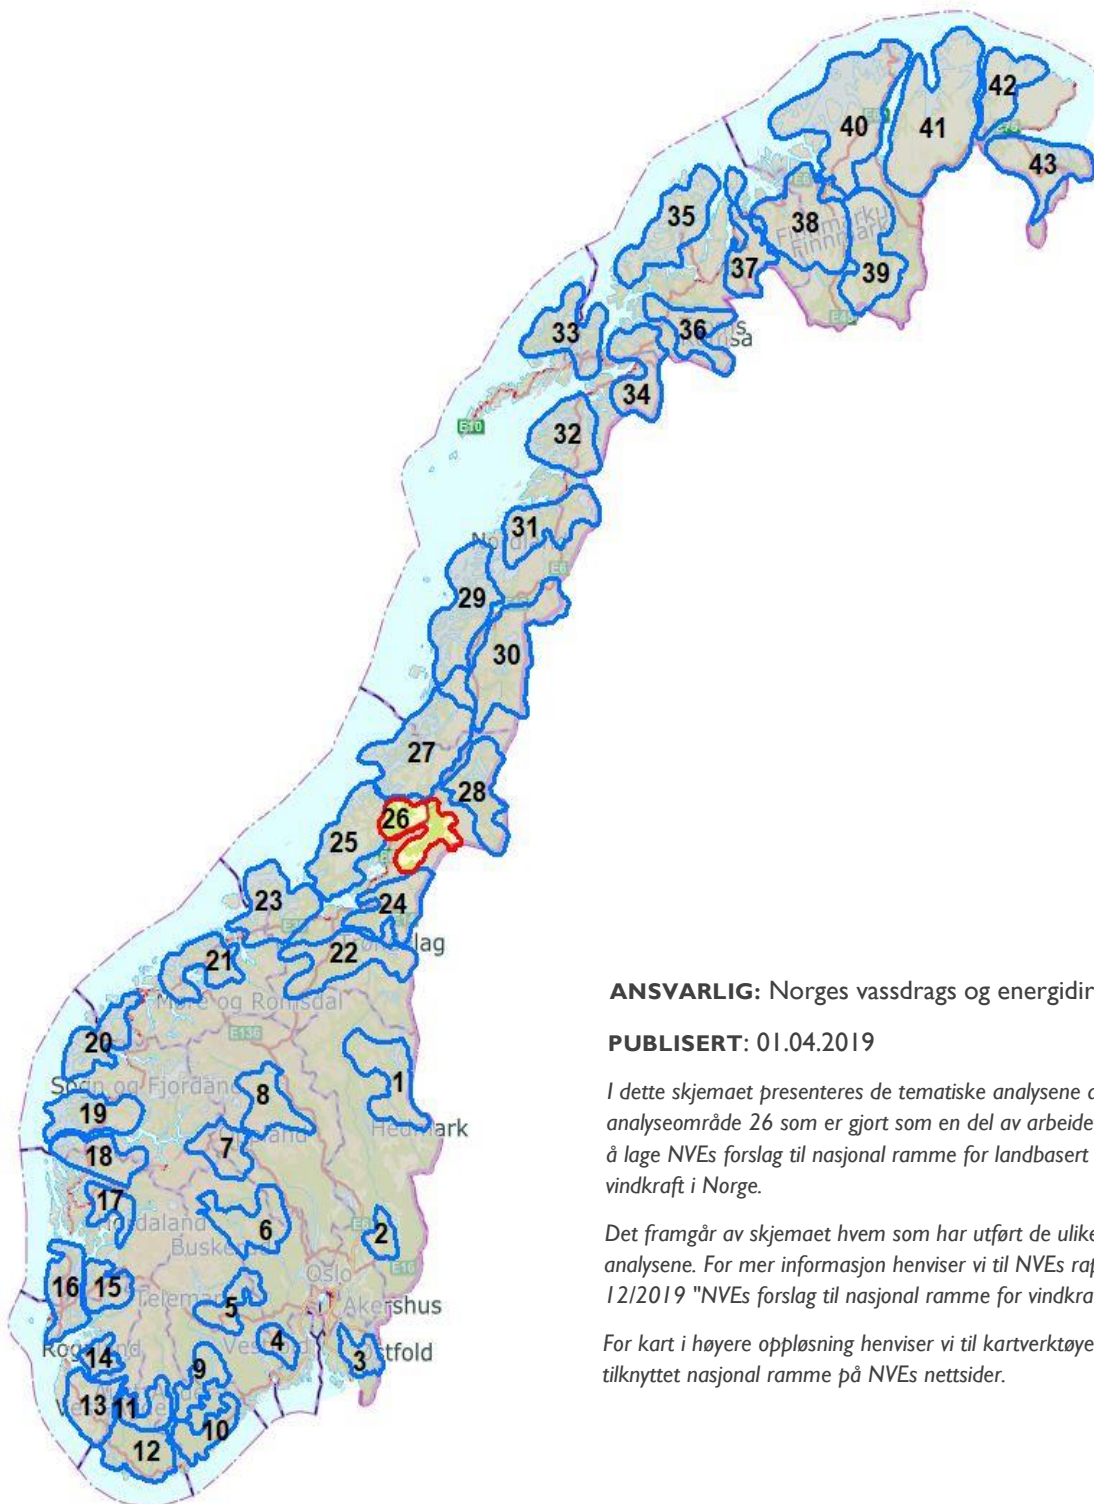 40
41
42
43
35
38
37
39
33
36
34
E10
32
31
29
30
27
28
26
25
23
24
21
22
Møre og Romsdal
E136
20
Sogn og Fjordane
8
1
Hedmark
19
7
18
17
6
2
Buskerud
E16
16
15
Oslo
5
Akershus
4
3
14
9
13
11
10
12
ANSVARLIG: Norges vassdrags og energidir
PUBLISERT: 01.04.2019
I dette skjemaet presenteres de tematiske analysene
analyseområde 26 som er gjort som en del av arbeide
å lage NVEs forslag til nasjonal ramme for landbasert
vindkraft i Norge.
Det framgår av skjemaet hvem som har utført de ulike
analysene. For mer informasjon henviser vi til NVEs rap
12/2019 "NVEs forslag til nasjonal ramme for vindkra
For kart i høyere oppløsning henviser vi til kartverktøye
tilknyttet nasjonal ramme på NVEs nettsider.